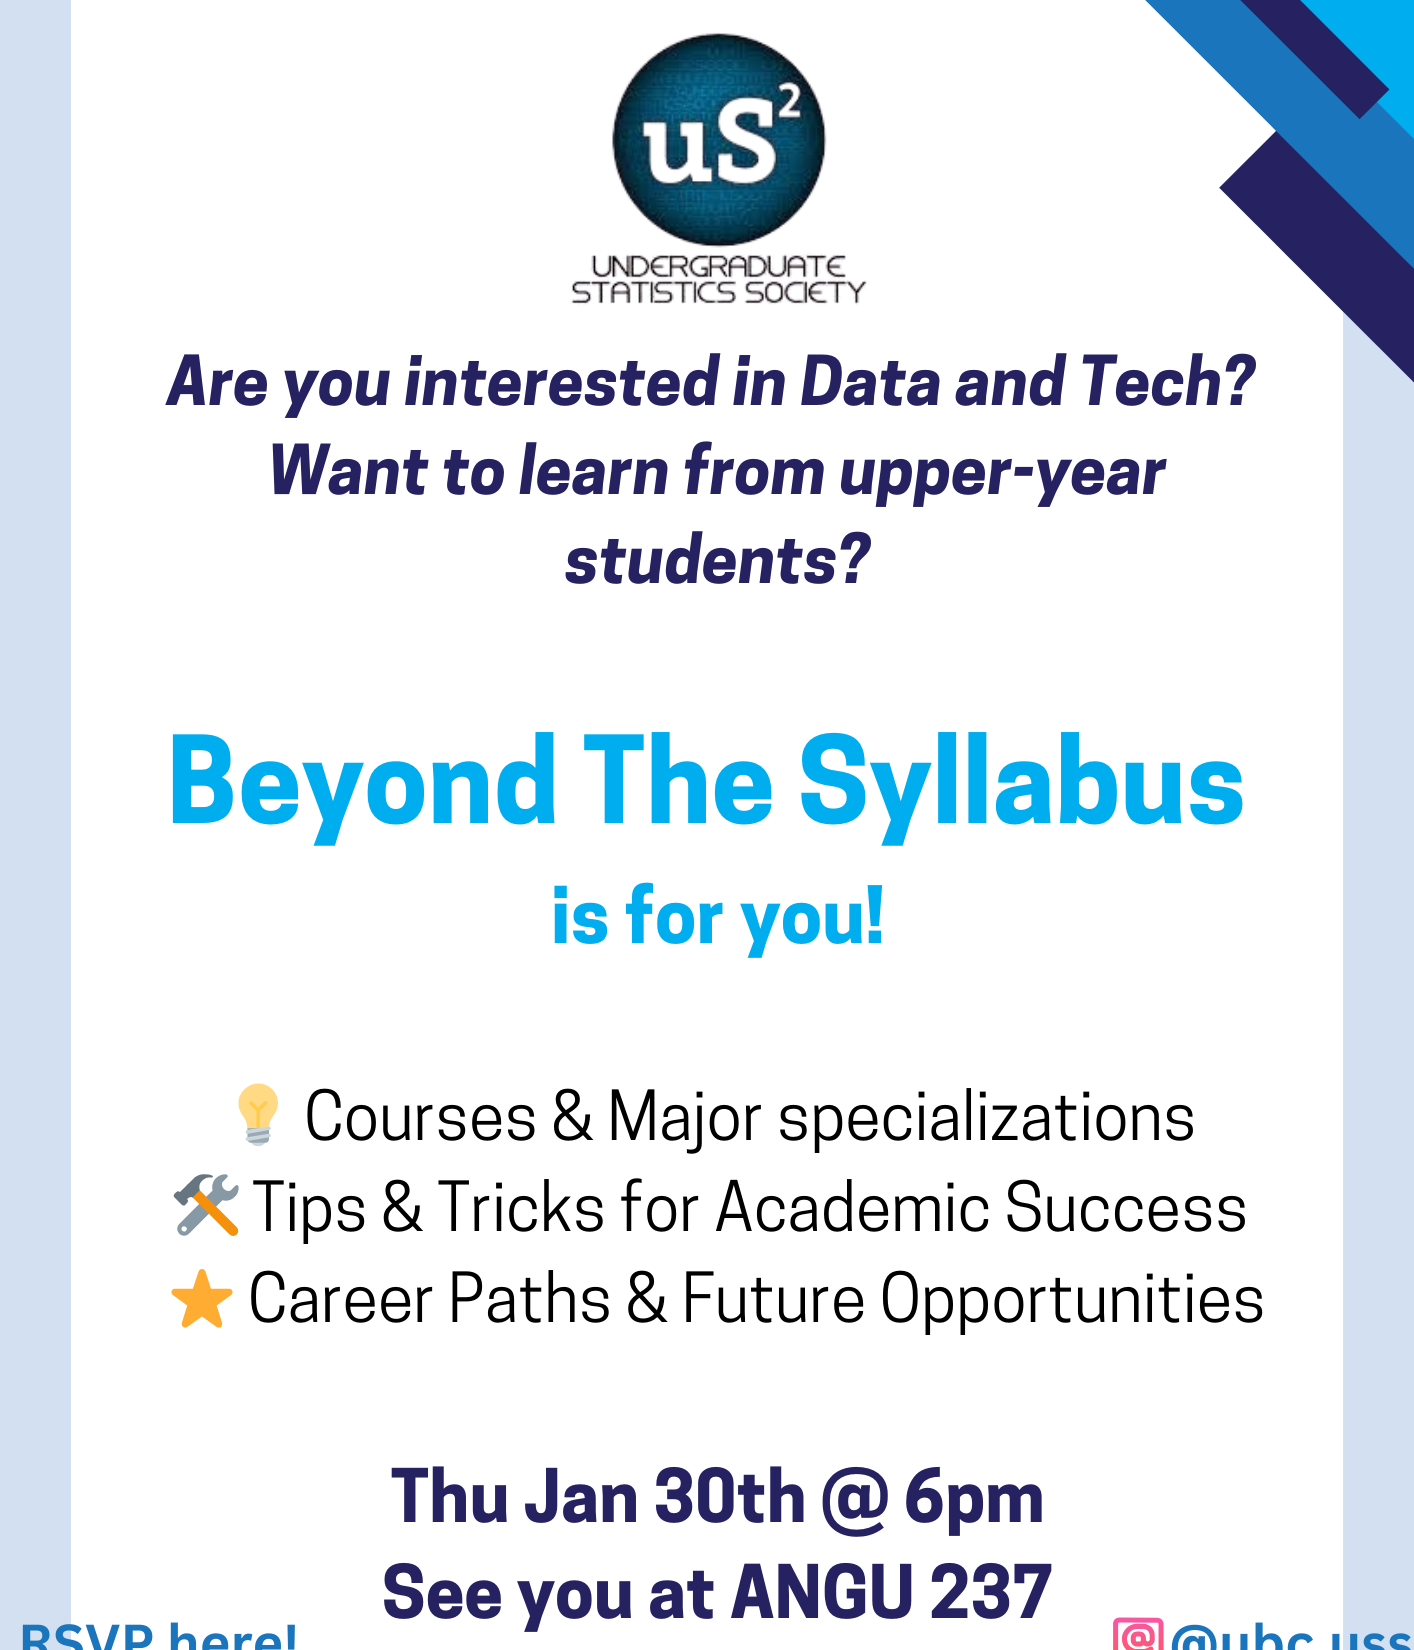 uS²
UNDERGRADUATE
STATISTICS SOCIETY
Are you interested in Data and Tech?
Want to learn from upper-year
students?
Beyond The Syllabus
is for you!
💡 Courses & Major specializations
🛠 Tips & Tricks for Academic Success
⭐ Career Paths & Future Opportunities
Thu Jan 30th @ 6pm
See you at ANGU 237
RSVP here!
@ubc.uss